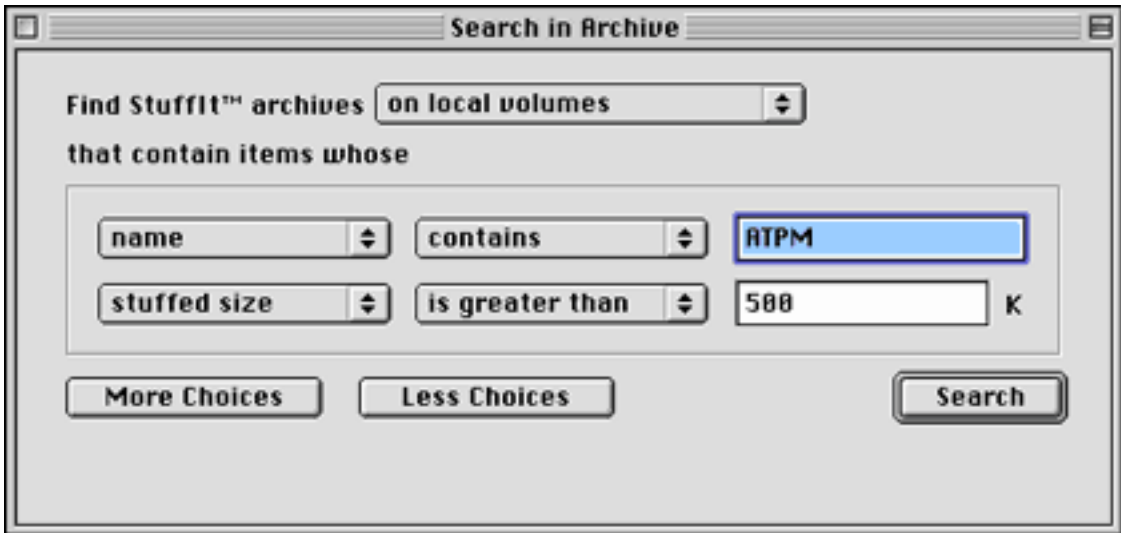 Search in Archive
Find StuffIt™ archives on local volumes
that contain items whose
name contains ATPM
stuffed size is greater than 500 K
More Choices Less Choices Search